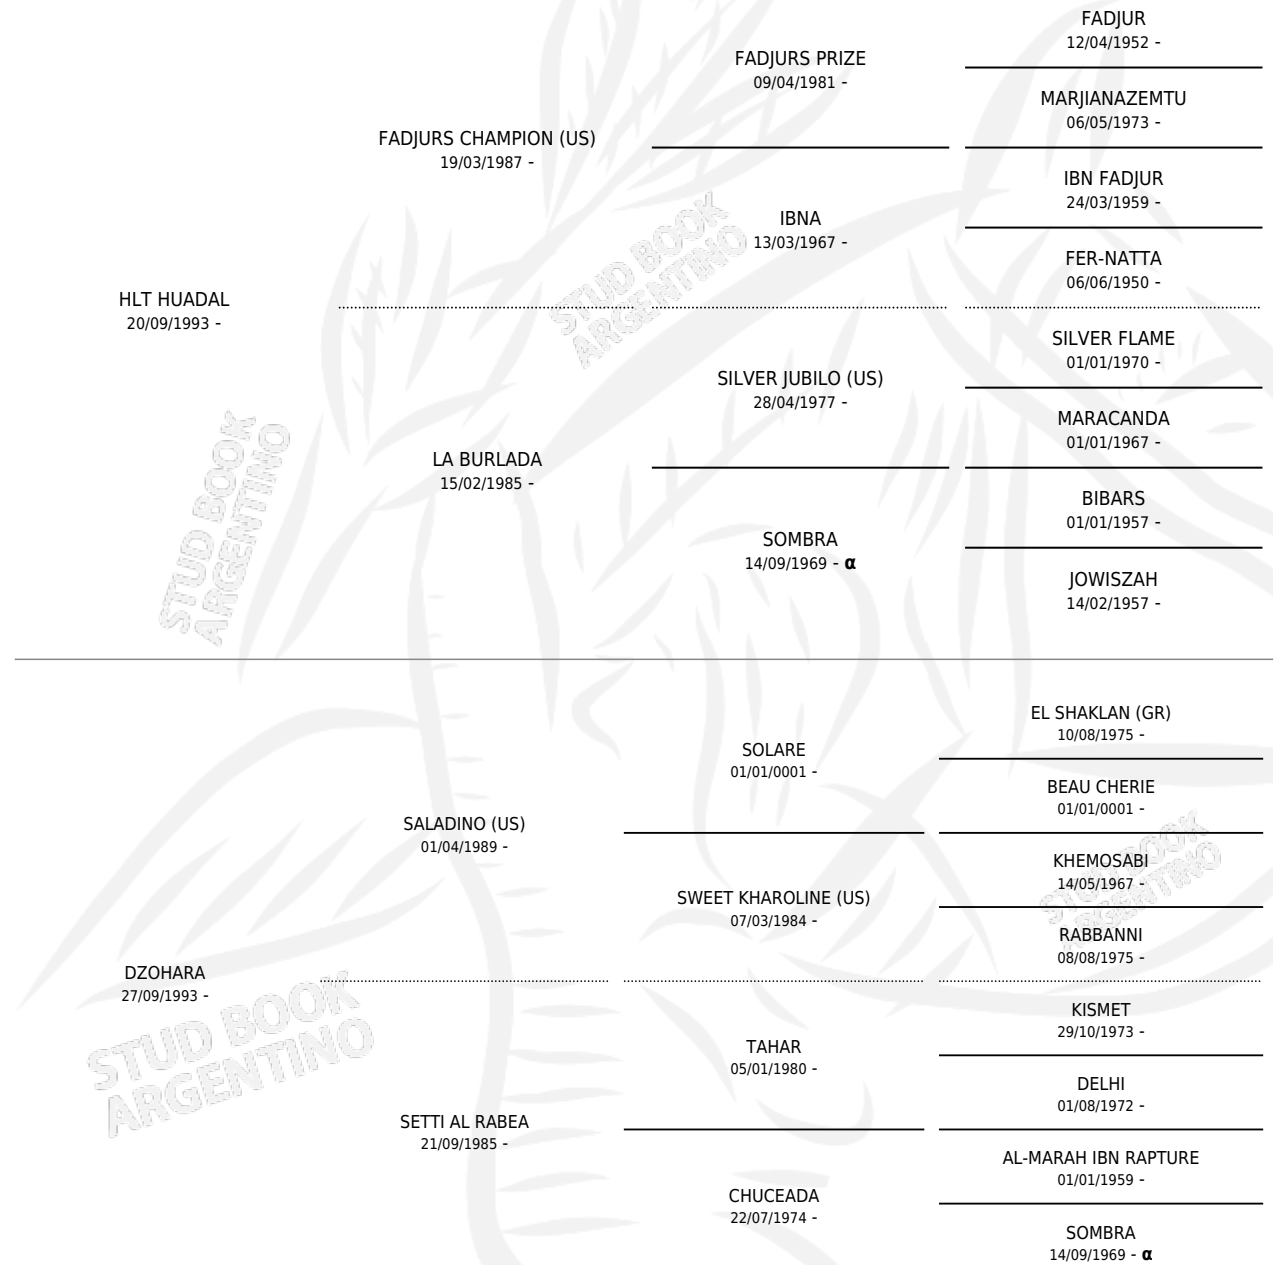 FADJUR
12/04/1952 -
FADJURS PRIZE
09/04/1981 -
MARJIANAZEMTU
06/05/1973 -
FADJURS CHAMPION (US)
19/03/1987 -
IBN FADJUR
24/03/1959 -
IBNA
13/03/1967 -
FER-NATTA
06/06/1950 -
HLT HUADAL
20/09/1993 -
STUD BOOK
ARGENTINO
SILVER FLAME
01/01/1970 -
SILVER JUBILO (US)
28/04/1977 -
MARACANDA
01/01/1967 -
LA BURLADA
15/02/1985 -
BIBARS
01/01/1957 -
SOMBRA
14/09/1969 - α
JOWISZAH
14/02/1957 -
STUD BOOK
ARGENTINO
EL SHAKLAN (GR)
10/08/1975 -
SOLARE
01/01/0001 -
BEAU CHERIE
01/01/0001 -
SALADINO (US)
01/04/1989 -
KHEMOSABI
14/05/1967 -
SWEET KHAROLINE (US)
07/03/1984 -
RABBANNI
08/08/1975 -
STUD BOOK
ARGENTINO
DZOHARA
27/09/1993 -
STUD BOOK
ARGENTINO
KISMET
29/10/1973 -
TAHAR
05/01/1980 -
DELHI
01/08/1972 -
SETTI AL RABEA
21/09/1985 -
AL-MARAH IBN RAPTURE
01/01/1959 -
CHUCEADA
22/07/1974 -
SOMBRA
14/09/1969 - α